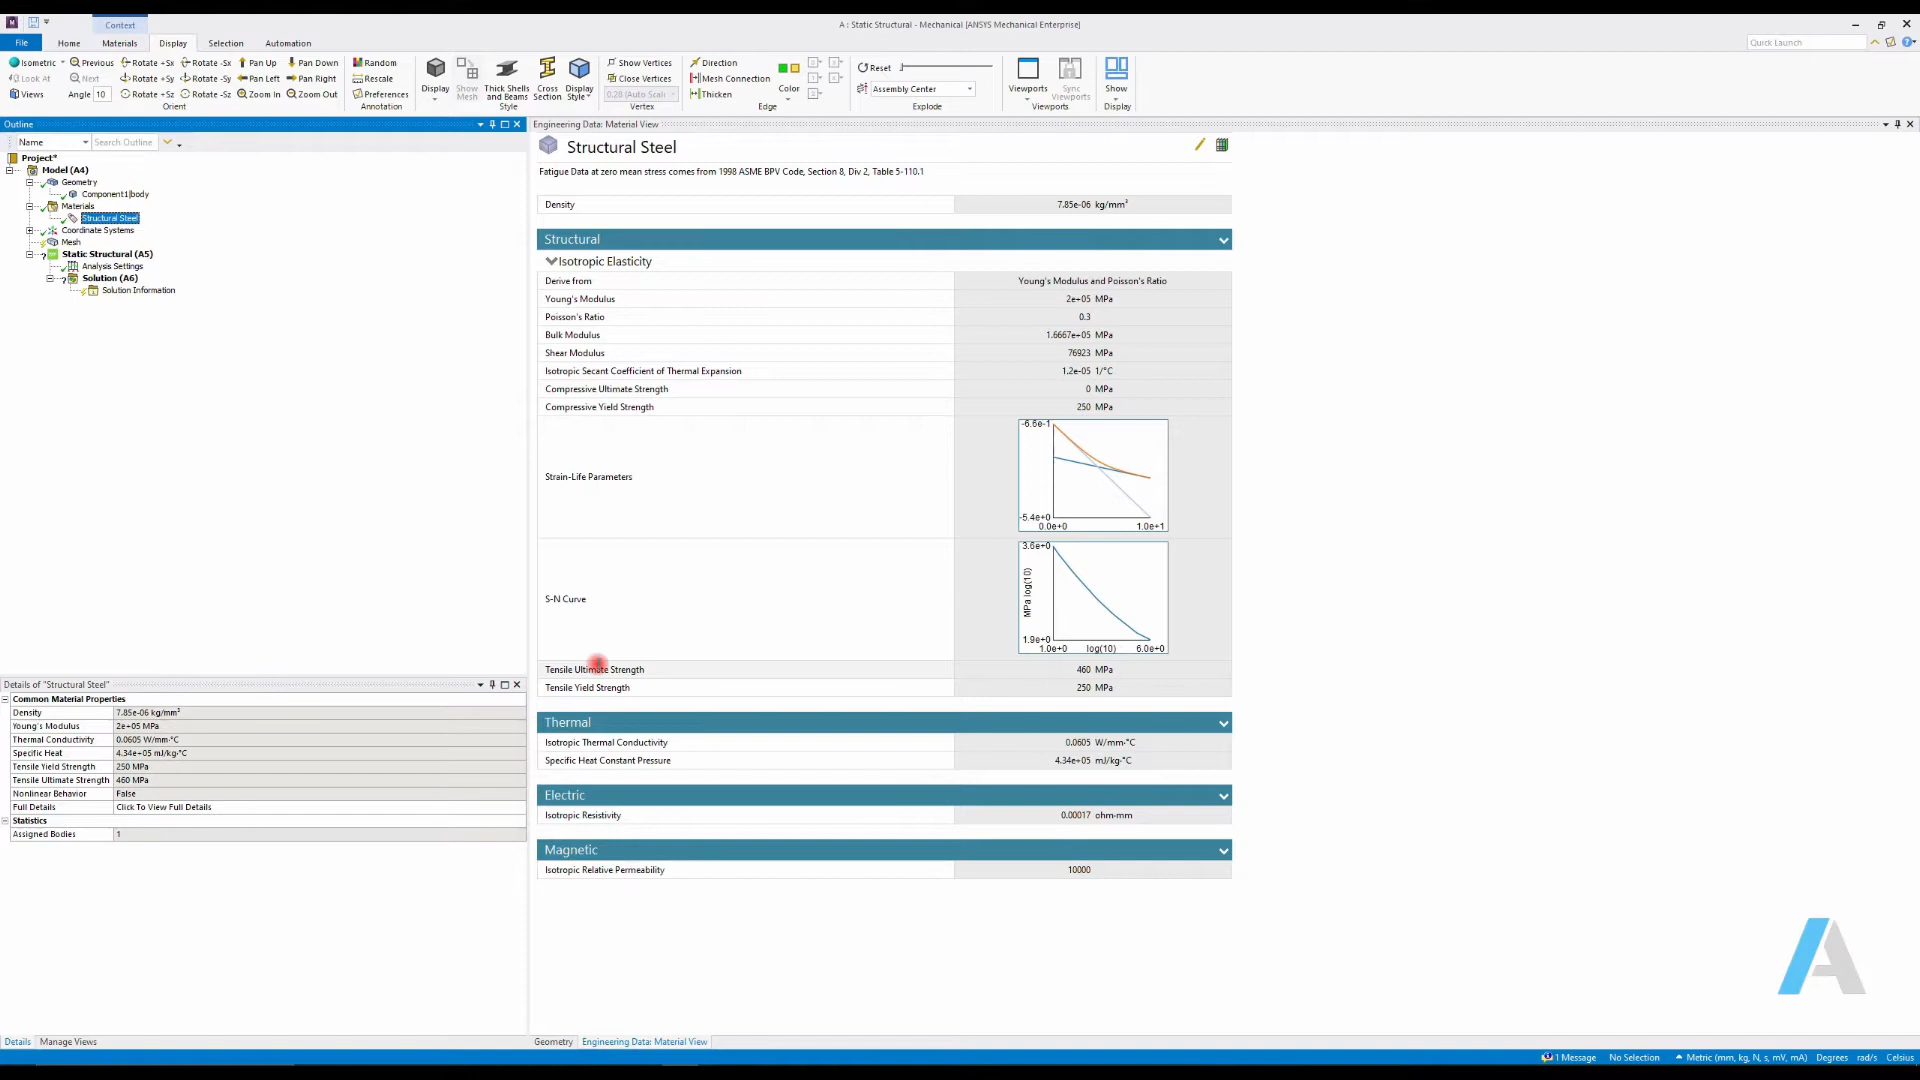 Context
A : Static Structural - Mechanical [ANSYS Mechanical Enterprise]
File Home Materials Display Selection Automation
Quick Launch
Isometric Previous Rotate +Sx Rotate -Sx Pan Up Pan Down
Look At Next Rotate +Sy Rotate -Sy Pan Left Pan Right
Views Angle 10 Rotate +Sz Rotate -Sz Zoom In Zoom Out
Orient
Random
Rescale
Preferences
Annotation
Display
Show Mesh
Thick Shells and Beams
Cross Section
Display Style
Style
Show Vertices
Close Vertices
0.28 (Auto Scale)
Vertex
Direction
Mesh Connection
Thicken
Color
Edge
Reset
Assembly Center
Explode
Viewports
Sync Viewports
Viewports
Show
Display
Outline
Name Search Outline
Project*
Model (A4)
Geometry
Component1|body
Materials
Structural Steel
Coordinate Systems
Mesh
Static Structural (A5)
Analysis Settings
Solution (A6)
Solution Information
Details of "Structural Steel"
Common Material Properties
Density 7.85e-06 kg/mm³
Young's Modulus 2e+05 MPa
Thermal Conductivity 0.0605 W/mm·°C
Specific Heat 4.34e+05 mJ/kg·°C
Tensile Yield Strength 250 MPa
Tensile Ultimate Strength 460 MPa
Nonlinear Behavior False
Full Details Click To View Full Details
Statistics
Assigned Bodies 1
Details Manage Views
Engineering Data: Material View
Structural Steel
Fatigue Data at zero mean stress comes from 1998 ASME BPV Code, Section 8, Div 2, Table 5-110.1
Density 7.85e-06 kg/mm³
Structural
Isotropic Elasticity
Derive from Young's Modulus and Poisson's Ratio
Young's Modulus 2e+05 MPa
Poisson's Ratio 0.3
Bulk Modulus 1.6667e+05 MPa
Shear Modulus 76923 MPa
Isotropic Secant Coefficient of Thermal Expansion 1.2e-05 1/°C
Compressive Ultimate Strength 0 MPa
Compressive Yield Strength 250 MPa
Strain-Life Parameters
-6.6e-1
-5.4e+0
0.0e+0 1.0e+1
S-N Curve
3.6e+0
MPa log(10)
1.9e+0
1.0e+0 log(10) 6.0e+0
Tensile Ultimate Strength 460 MPa
Tensile Yield Strength 250 MPa
Thermal
Isotropic Thermal Conductivity 0.0605 W/mm·°C
Specific Heat Constant Pressure 4.34e+05 mJ/kg·°C
Electric
Isotropic Resistivity 0.00017 ohm·mm
Magnetic
Isotropic Relative Permeability 10000
Geometry Engineering Data: Material View
1 Message No Selection Metric (mm, kg, N, s, mV, mA) Degrees rad/s Celsius